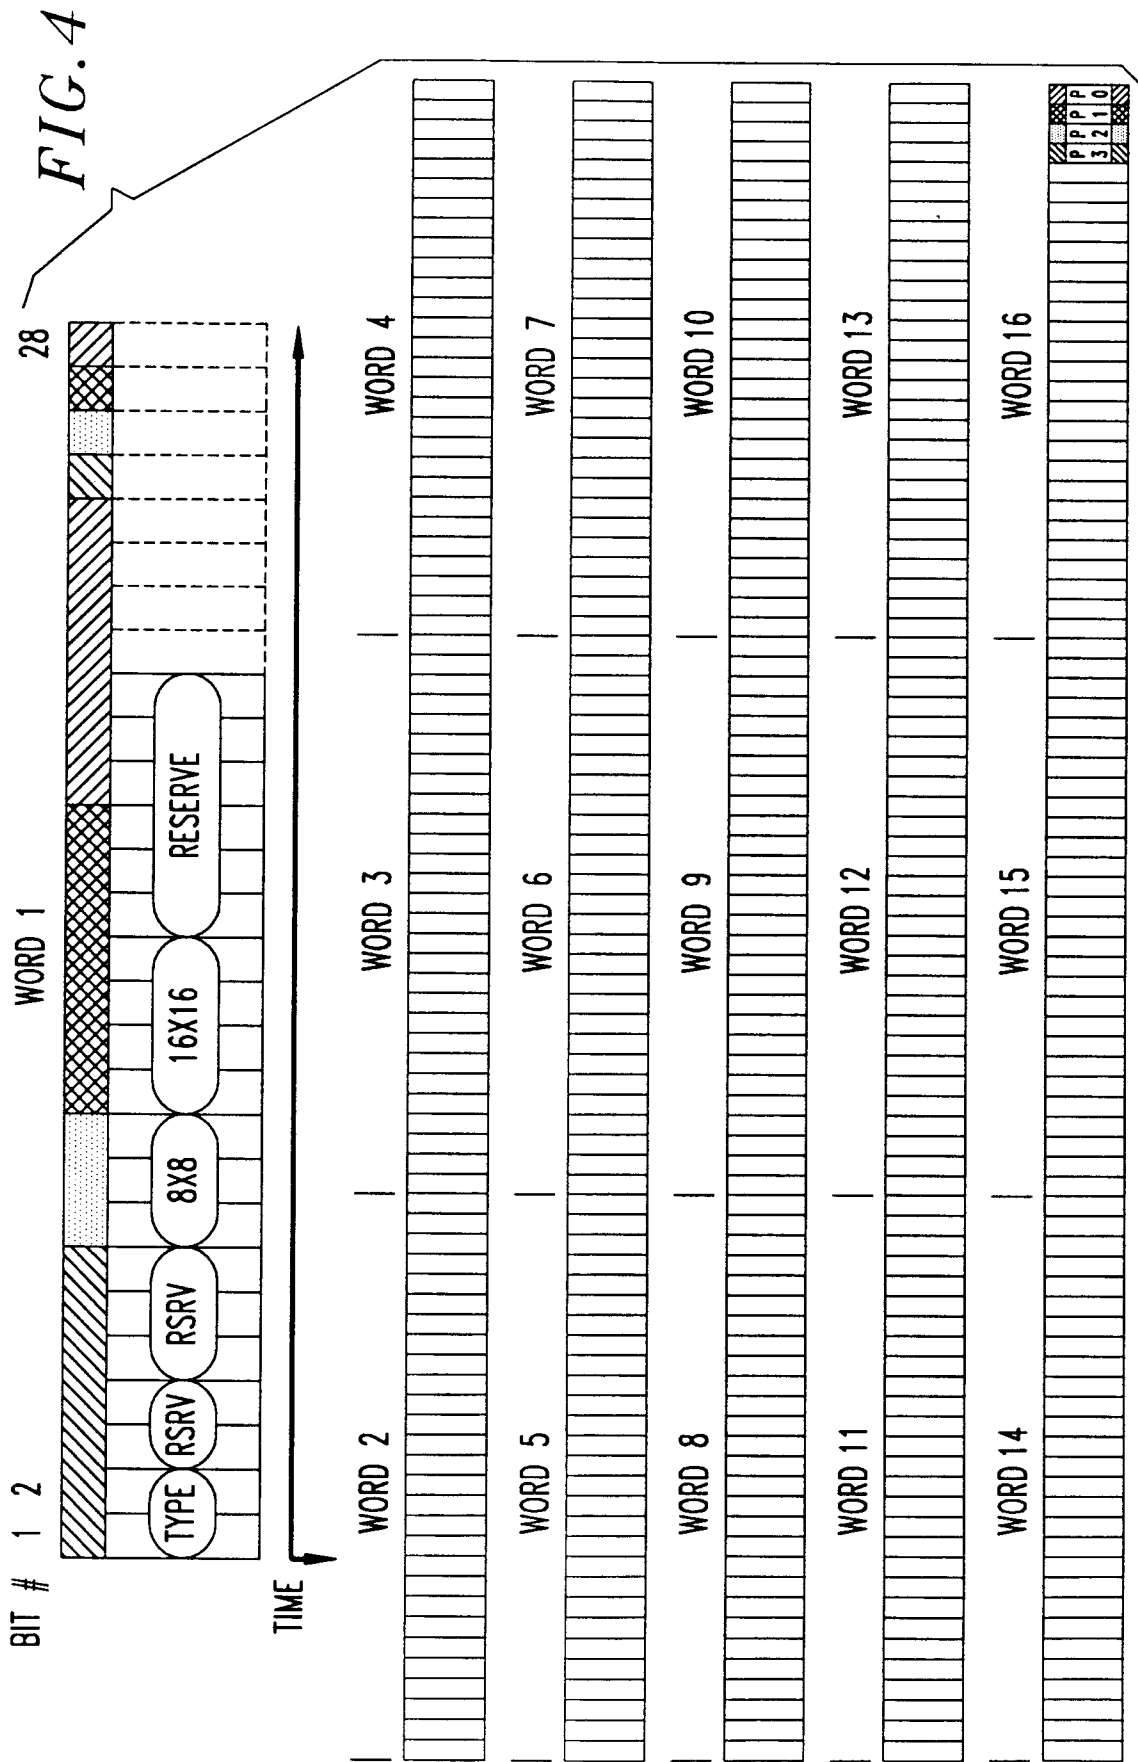 FIG. 4
BIT # 1 2 WORD 1 28
TYPE RSRV RSRV 8X8 16X16 RESERVE
TIME
WORD 2 WORD 3 WORD 4
WORD 5 WORD 6 WORD 7
WORD 8 WORD 9 WORD 10
WORD 11 WORD 12 WORD 13
WORD 14 WORD 15 WORD 16
P P P P
3 2 1 0